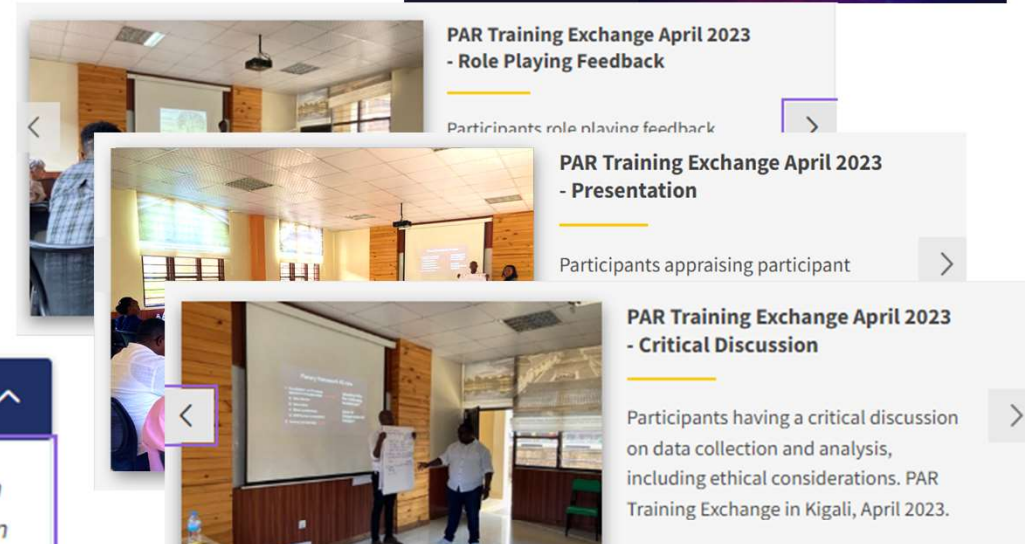 PAR Training Exchange April 2023
- Role Playing Feedback
Participants role playing feedback
PAR Training Exchange April 2023
- Presentation
Participants appraising participant
PAR Training Exchange April 2023
- Critical Discussion
Participants having a critical discussion
on data collection and analysis,
including ethical considerations. PAR
Training Exchange in Kigali, April 2023.